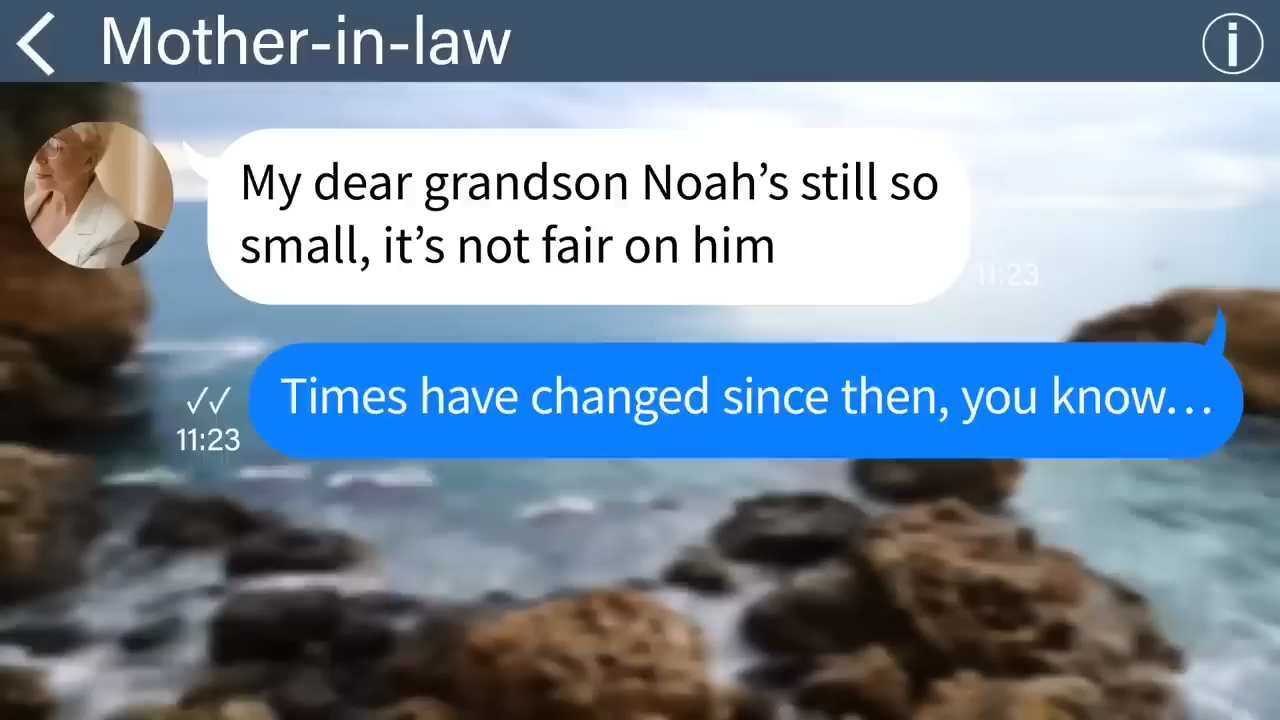 Mother-in-law
My dear grandson Noah’s still so
small, it’s not fair on him
11:23
Times have changed since then, you know…
11:23